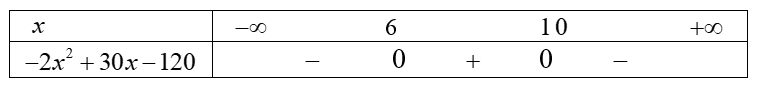 x −∞ 6 10 +∞
−2x² + 30x − 120 − 0 + 0 −